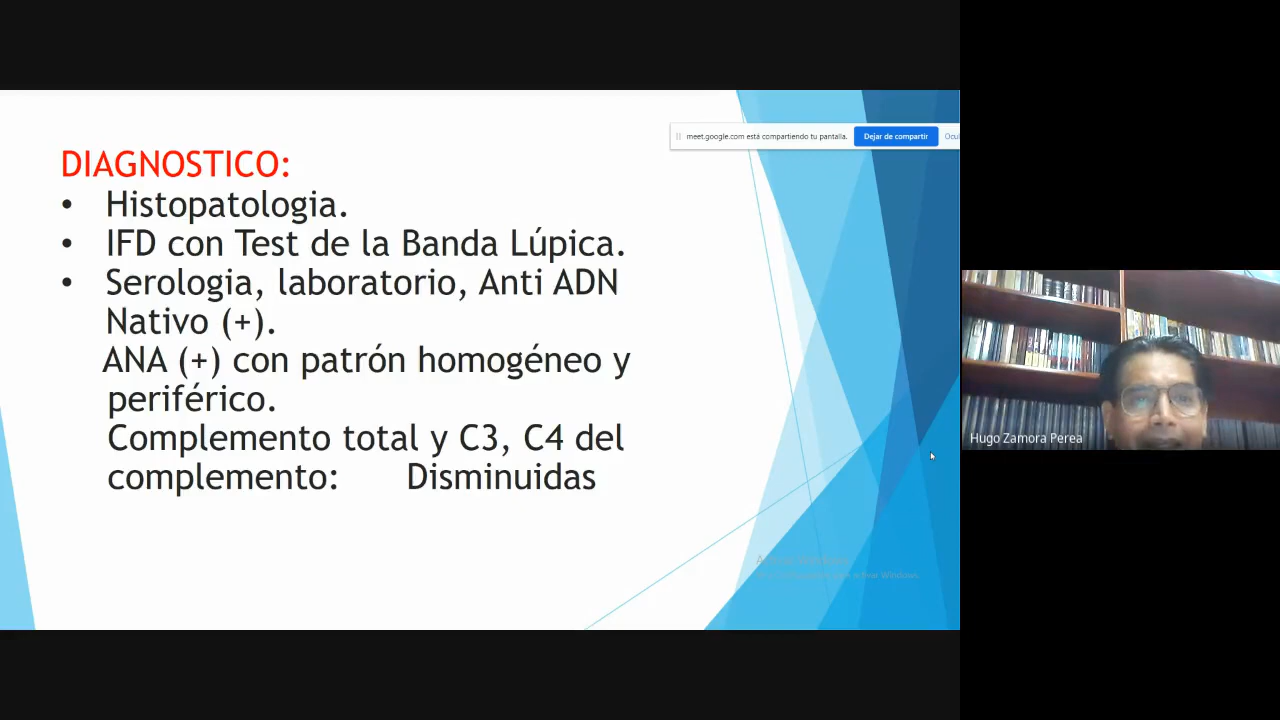 meet.google.com está compartiendo tu pantalla.
Dejar de compartir
DIAGNOSTICO:
• Histopatologia.
• IFD con Test de la Banda Lúpica.
• Serologia, laboratorio, Anti ADN
Nativo (+).
ANA (+) con patrón homogéneo y
periférico.
Complemento total y C3, C4 del
complemento: Disminuidas
Hugo Zamora Perea